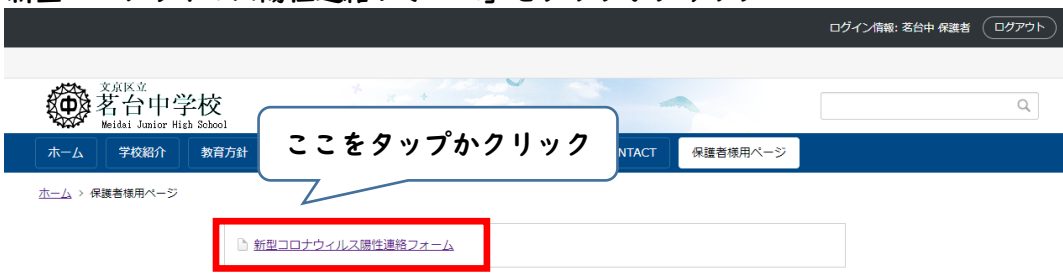 ログイン情報: 茗台中 保護者 ログアウト
文京区立
茗台中学校
Meidai Junior High School
ここをタップかクリック
ホーム 学校紹介 教育方針 NTACT 保護者様用ページ
ホーム > 保護者様用ページ
新型コロナウィルス陽性連絡フォーム